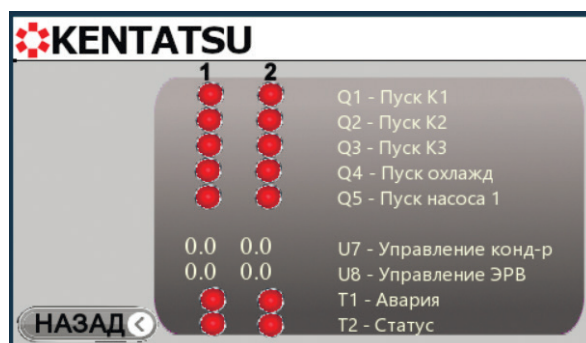 KENTATSU
1 2
Q1 - Пуск К1
Q2 - Пуск К2
Q3 - Пуск К3
Q4 - Пуск охлажд
Q5 - Пуск насоса 1
0.0 0.0 U7 - Управление конд-р
0.0 0.0 U8 - Управление ЭРВ
T1 - Авария
T2 - Статус
НАЗАД